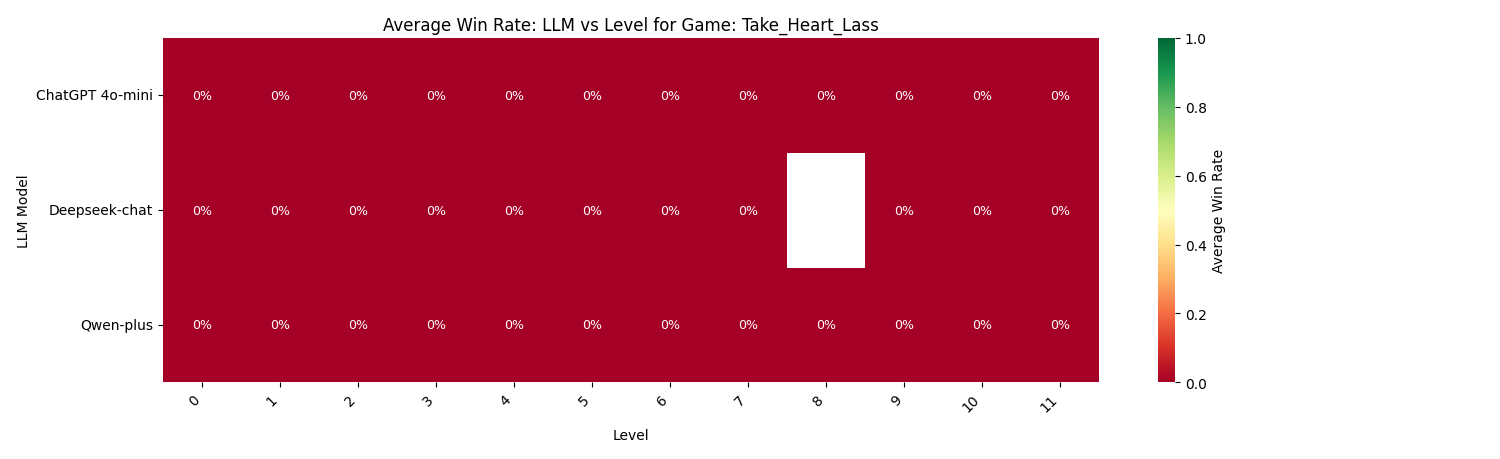 Average Win Rate: LLM vs Level for Game: Take_Heart_Lass
LLM Model
ChatGPT 4o-mini 0% 0% 0% 0% 0% 0% 0% 0% 0% 0% 0% 0%
Deepseek-chat 0% 0% 0% 0% 0% 0% 0% 0% 0% 0% 0%
Qwen-plus 0% 0% 0% 0% 0% 0% 0% 0% 0% 0% 0% 0%
0 1 2 3 4 5 6 7 8 9 10 11
Level
1.0
0.8
0.6
0.4
0.2
0.0
Average Win Rate